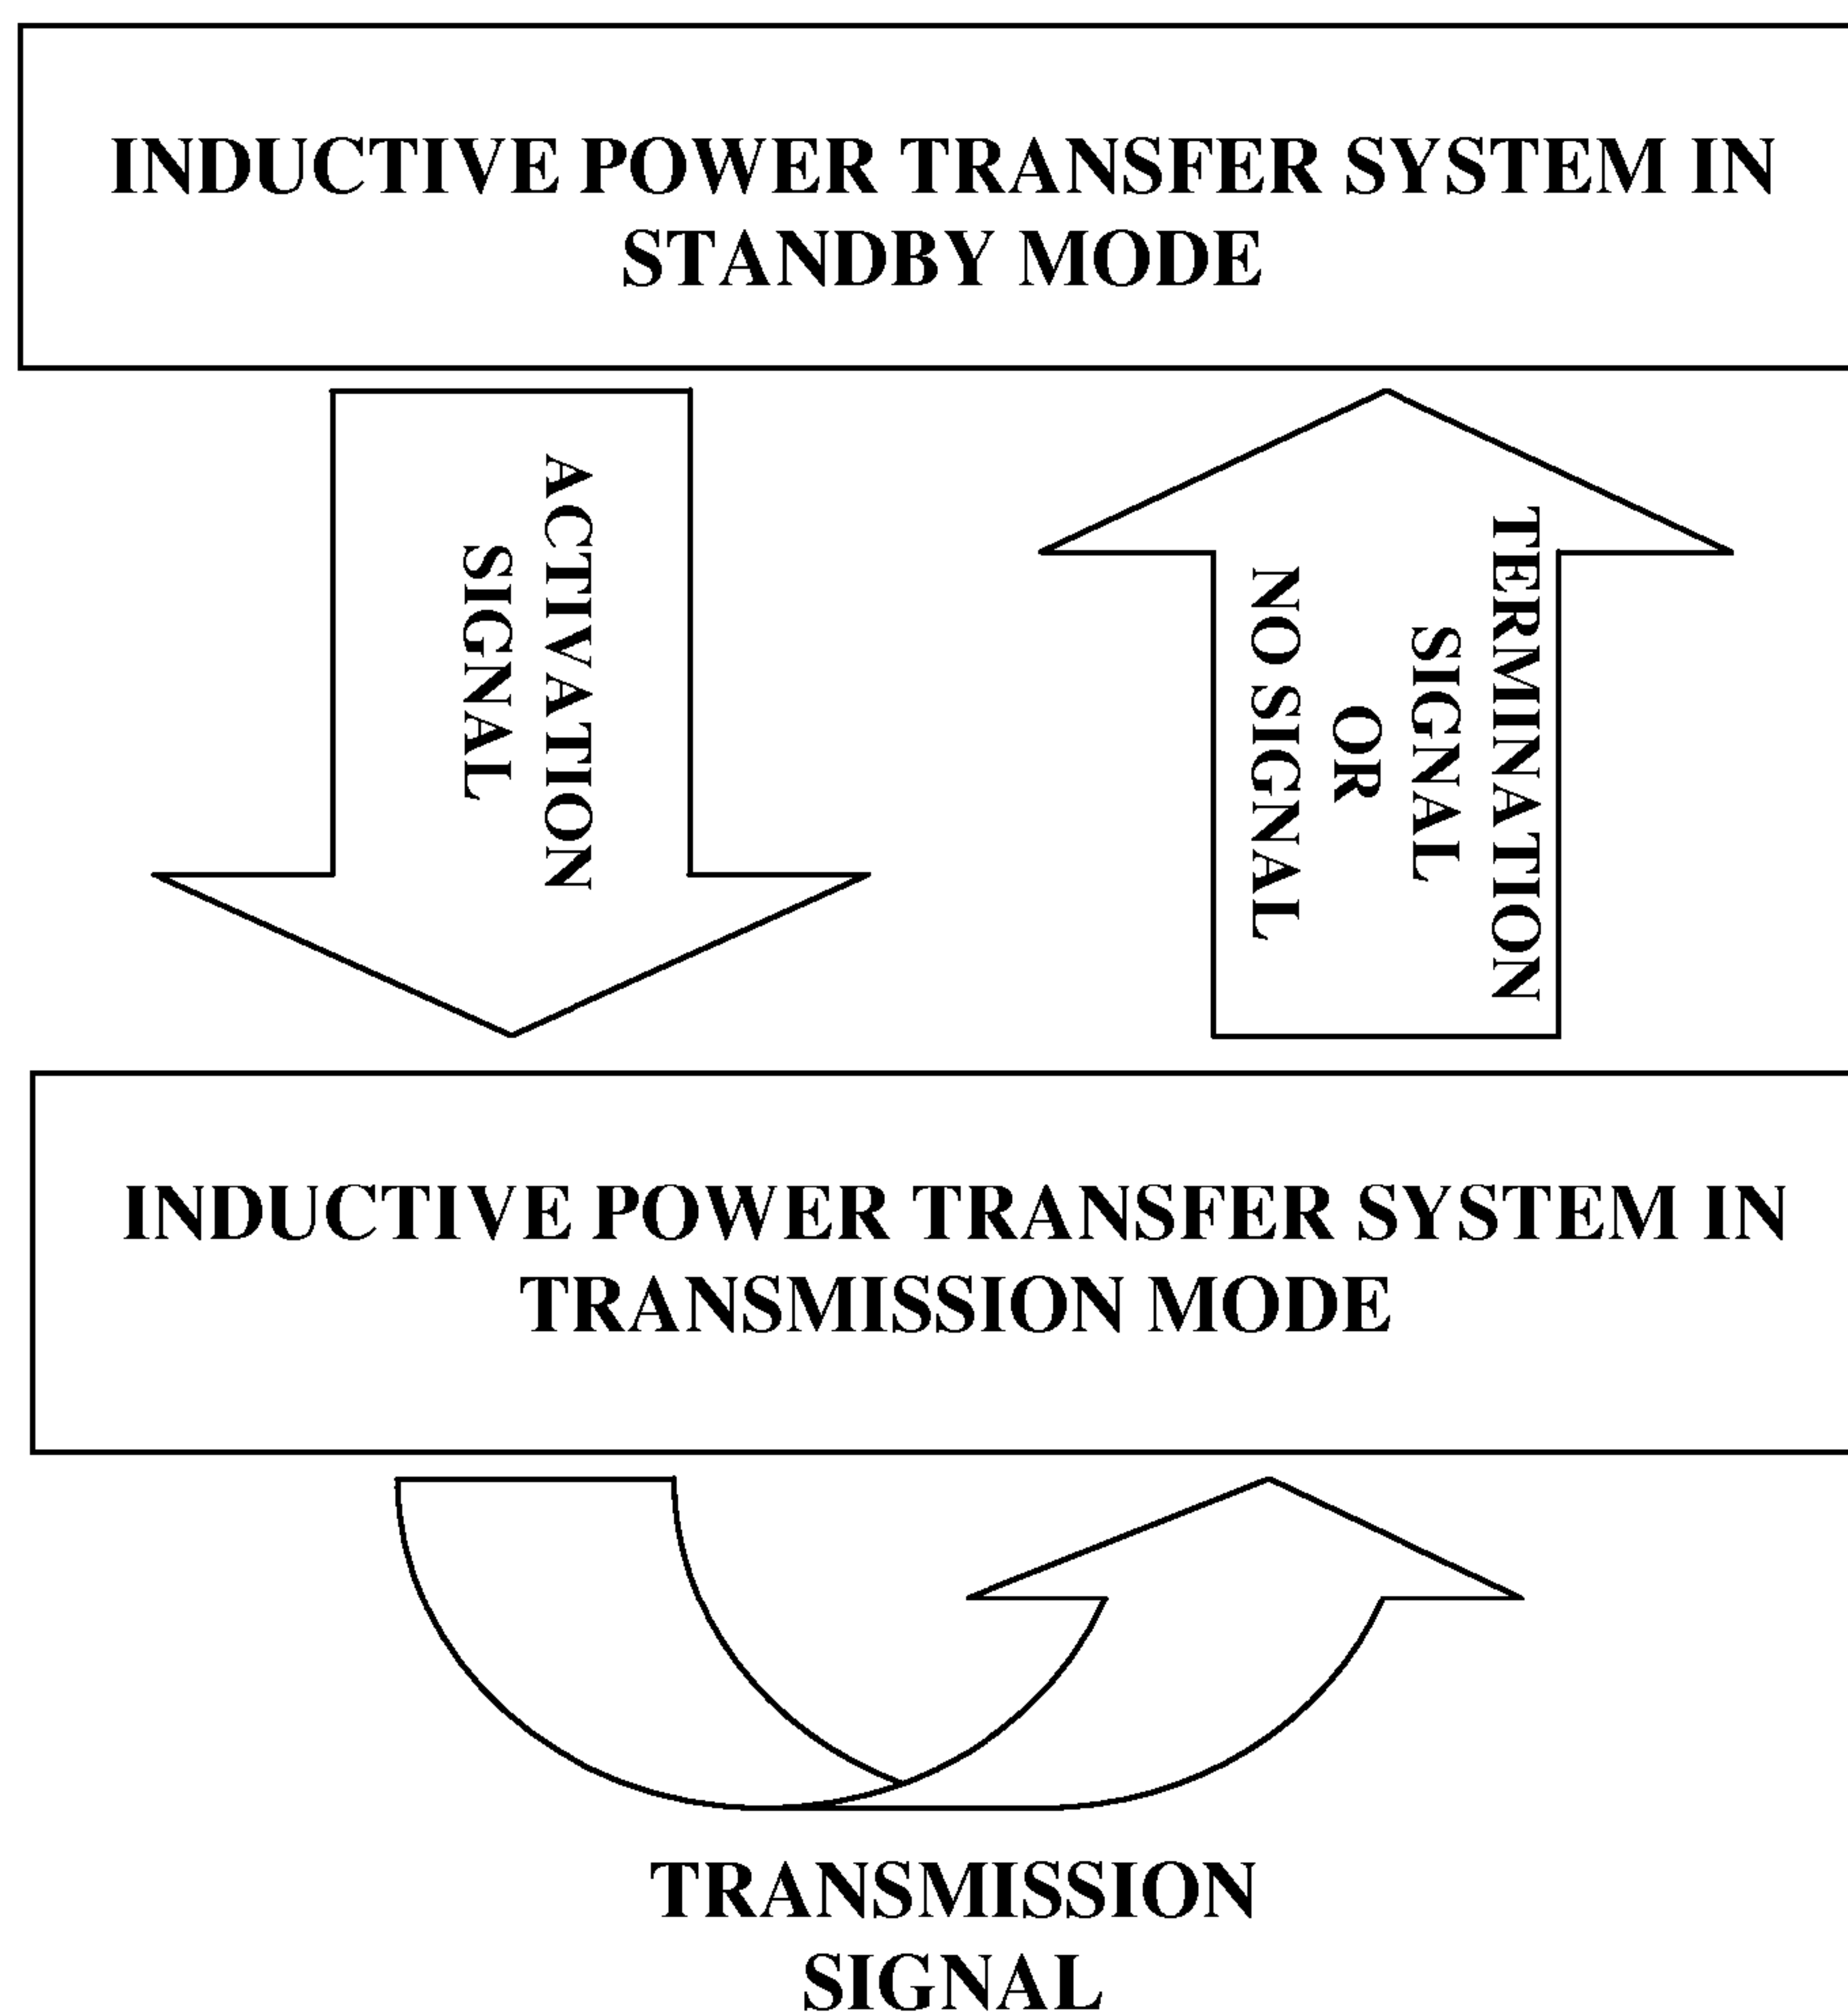 INDUCTIVE POWER TRANSFER SYSTEM IN
STANDBY MODE
ACTIVATION
SIGNAL
TERMINATION
SIGNAL
OR
NO SIGNAL
INDUCTIVE POWER TRANSFER SYSTEM IN
TRANSMISSION MODE
TRANSMISSION
SIGNAL